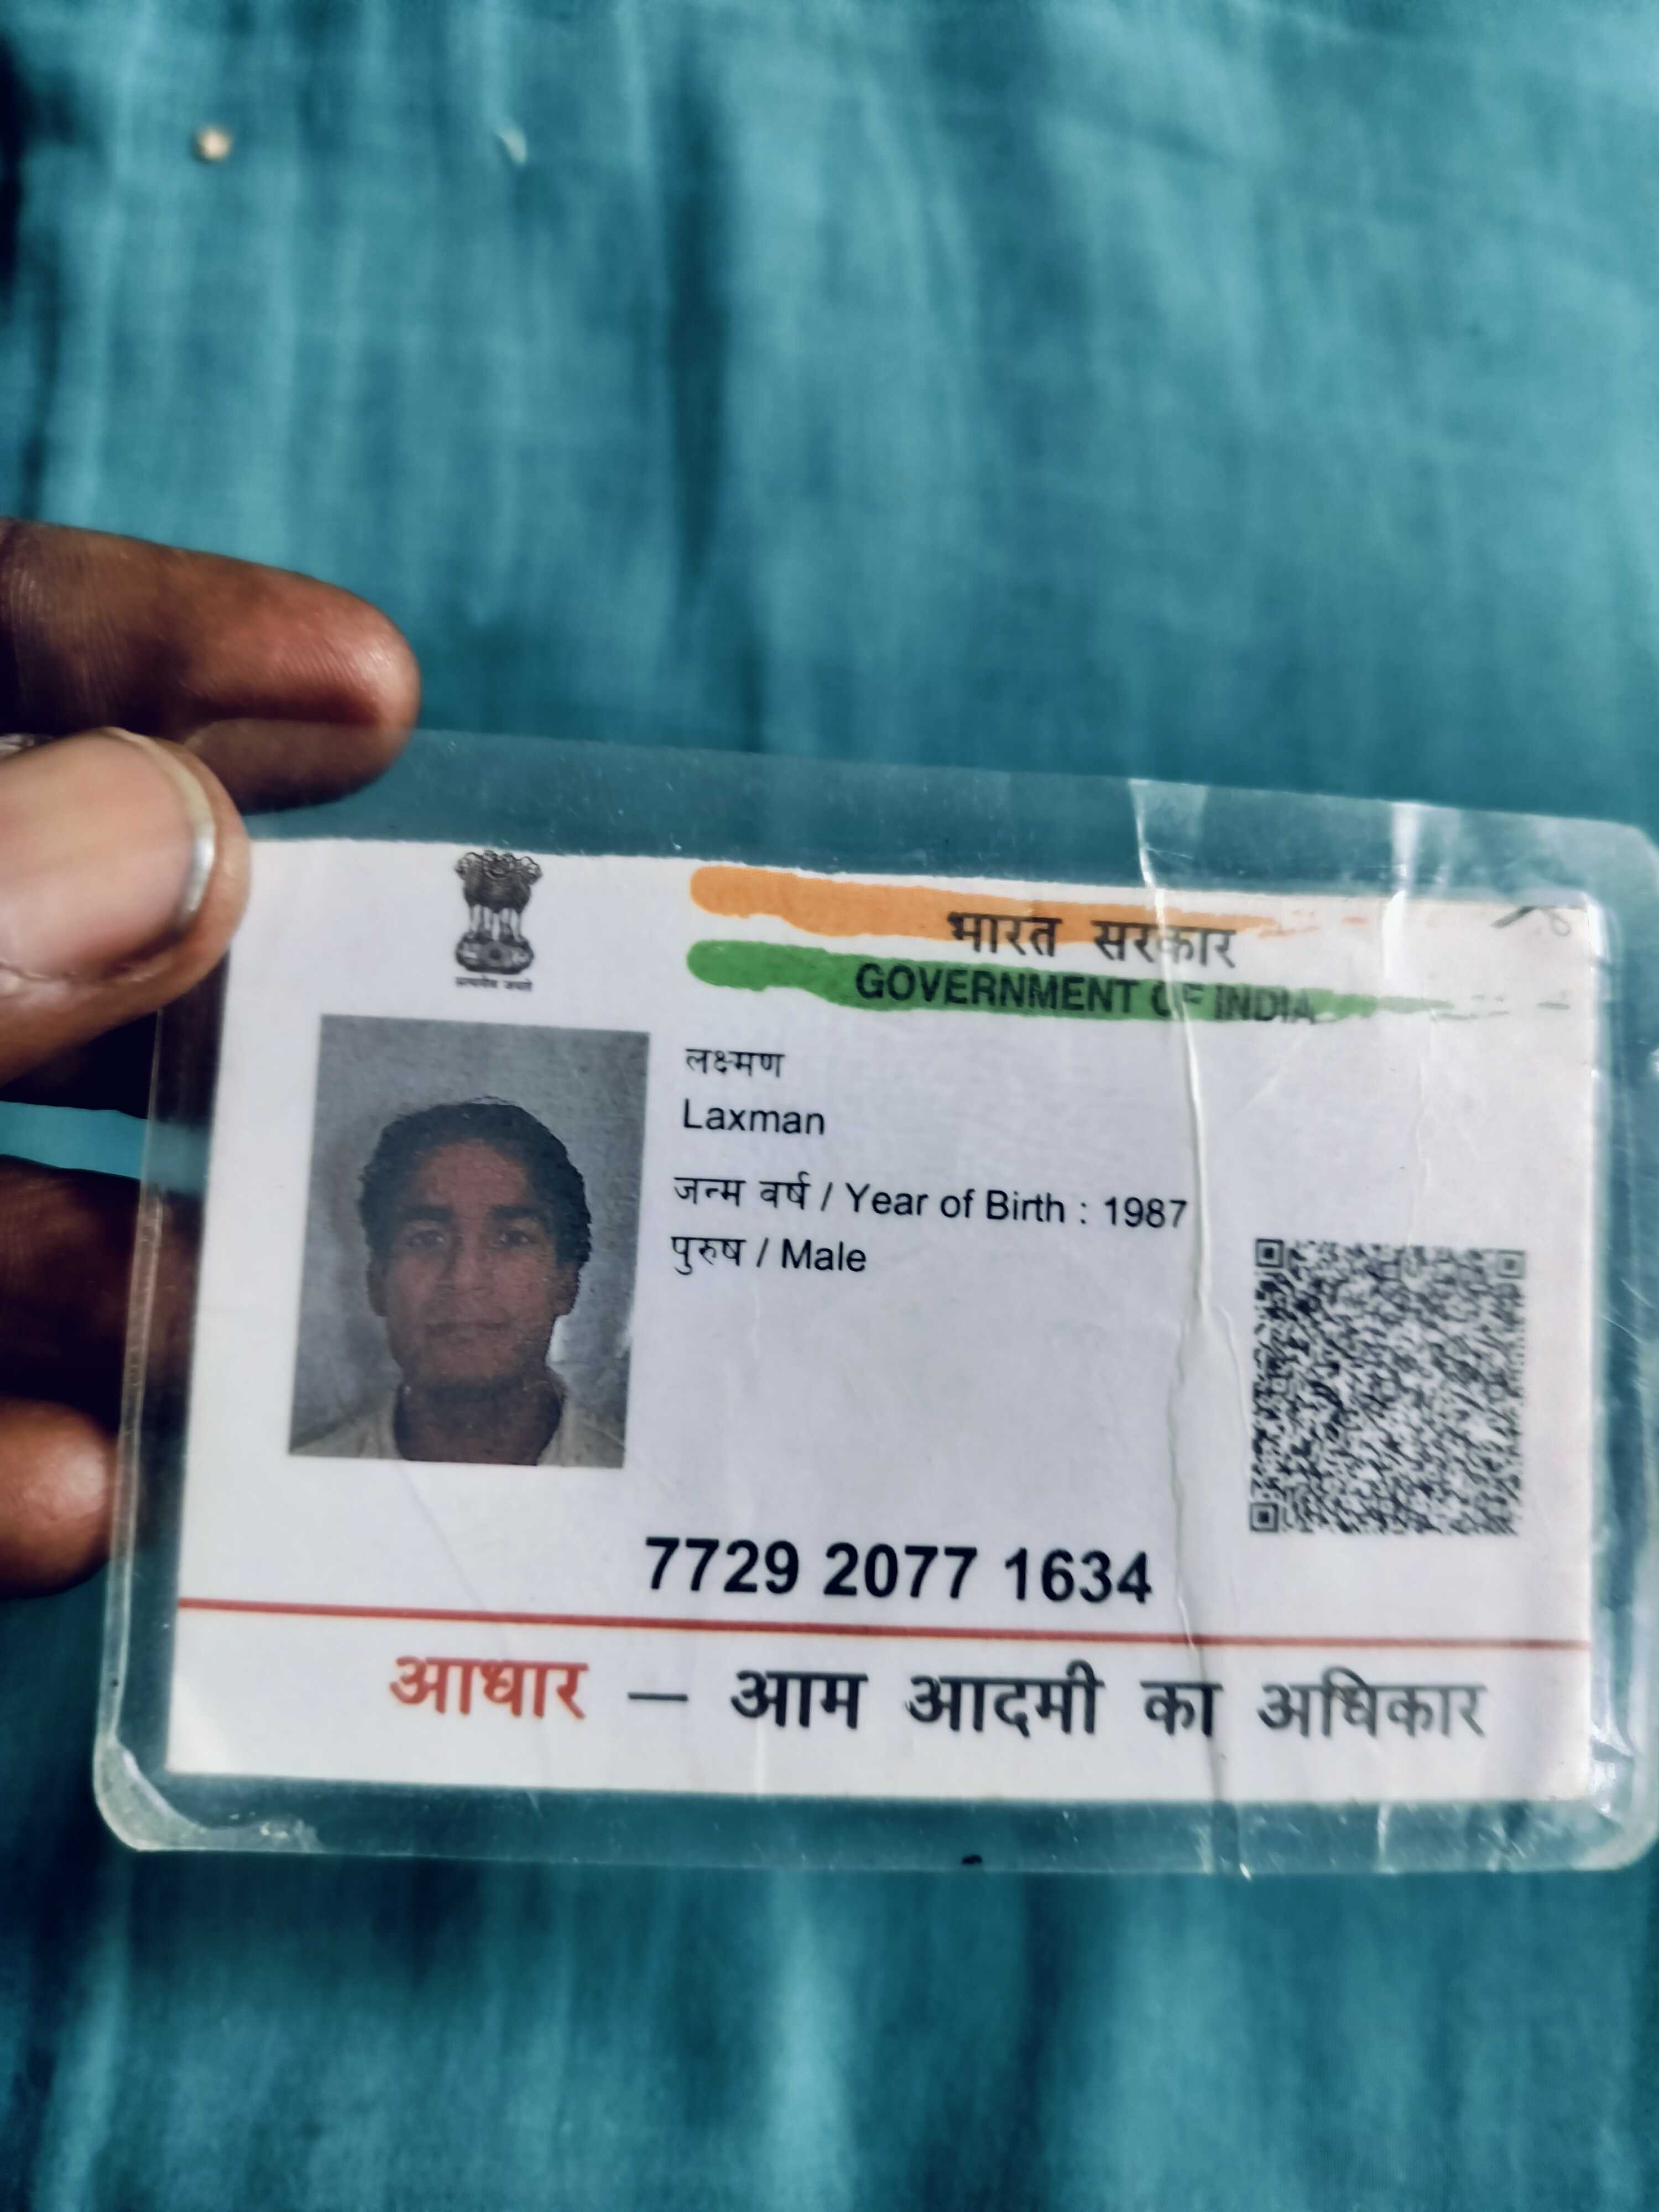 सत्यमेव जयते
भारत सरकार
GOVERNMENT OF INDIA
लक्ष्मण
Laxman
जन्म वर्ष / Year of Birth : 1987
पुरुष / Male
7729 2077 1634
आधार — आम आदमी का अधिकार